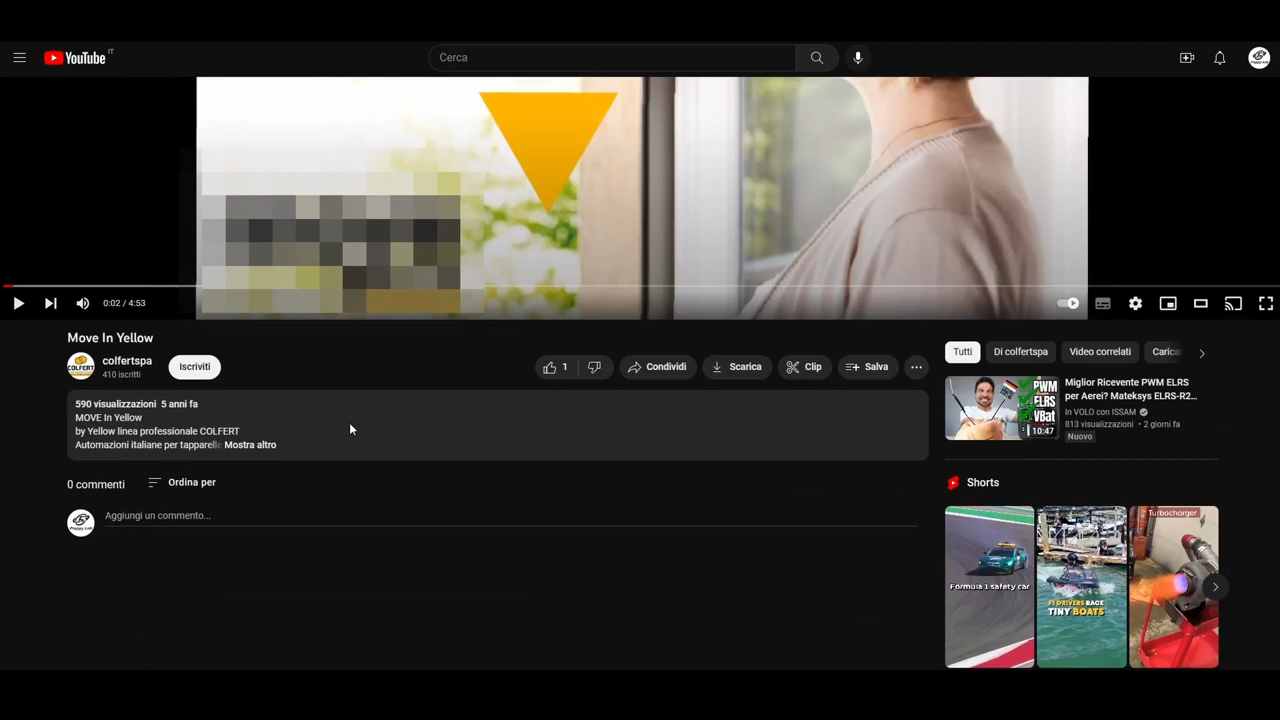 YouTube IT
Cerca
0:02 / 4:53
Move In Yellow
COLFERT
colfertspa
410 iscritti
Iscriviti
1
Condividi
Scarica
Clip
Salva
590 visualizzazioni 5 anni fa
MOVE In Yellow
by Yellow linea professionale COLFERT
Automazioni italiane per tapparelle Mostra altro
0 commenti
Ordina per
Aggiungi un commento...
Tutti
Di colfertspa
Video correlati
Carica
PWM
ELRS
VBat
10:47
Miglior Ricevente PWM ELRS
per Aerei? Mateksys ELRS-R2...
In VOLO con ISSAM
813 visualizzazioni • 2 giorni fa
Nuovo
Shorts
Formula 1 safety car
F1 DRIVERS RACE
TINY BOATS
Turbocharger